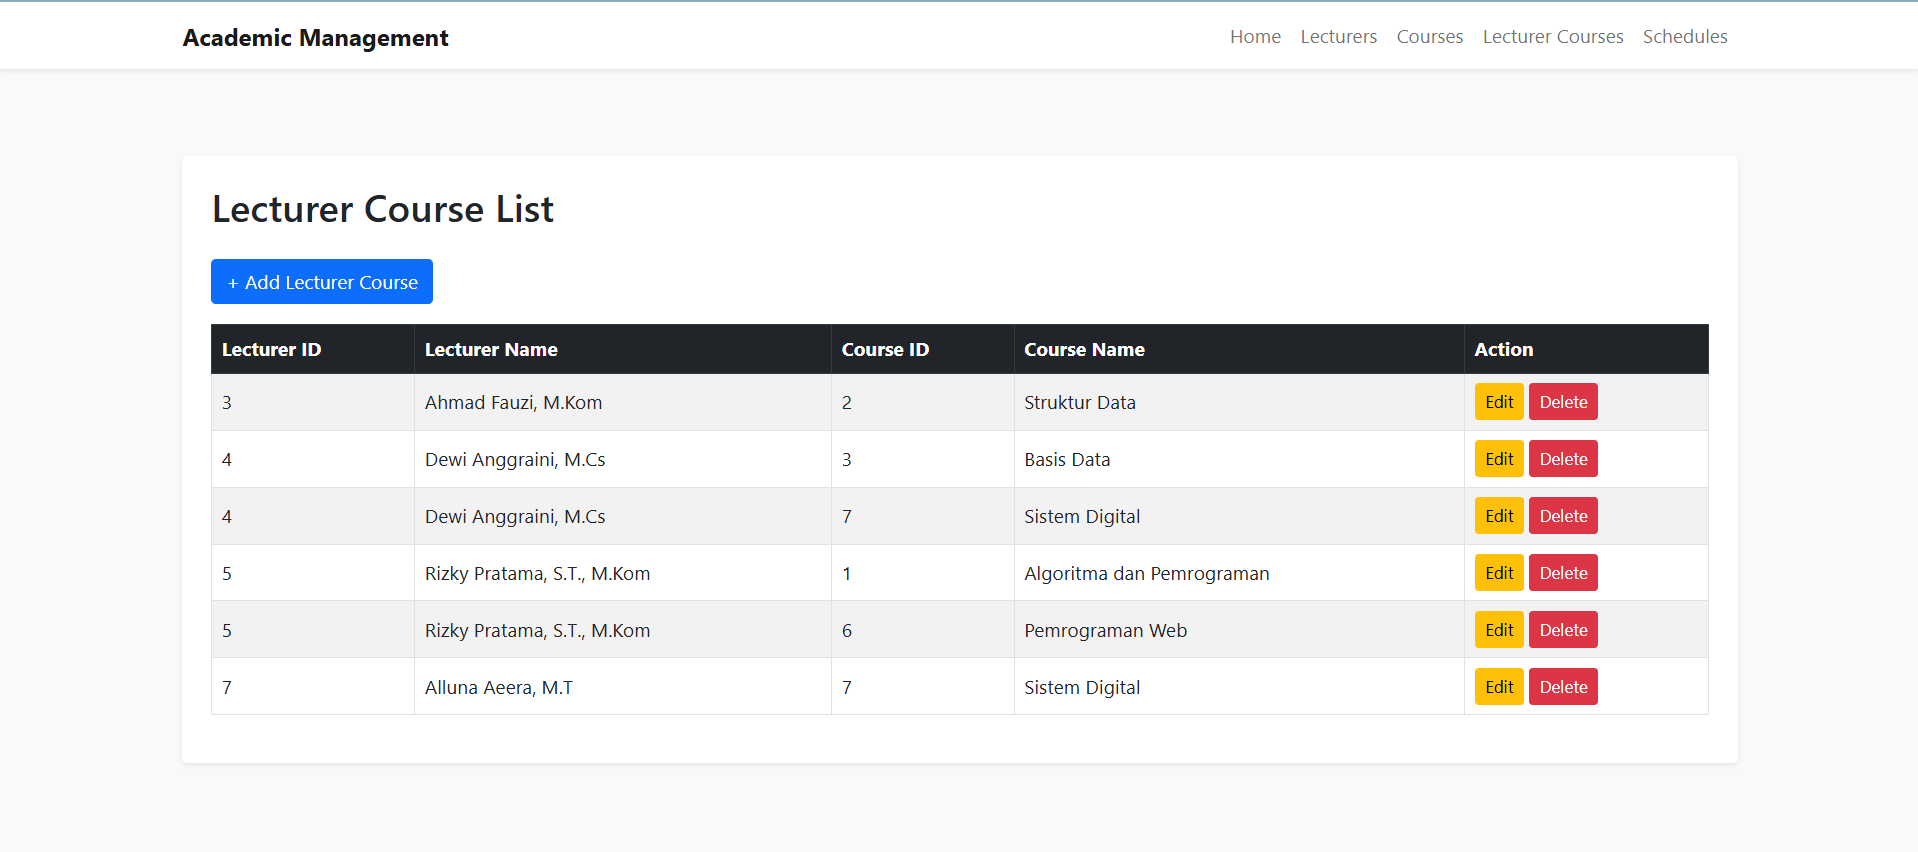 Academic Management Home Lecturers Courses Lecturer Courses Schedules
Lecturer Course List
+ Add Lecturer Course
Lecturer ID Lecturer Name Course ID Course Name Action
3 Ahmad Fauzi, M.Kom 2 Struktur Data Edit Delete
4 Dewi Anggraini, M.Cs 3 Basis Data Edit Delete
4 Dewi Anggraini, M.Cs 7 Sistem Digital Edit Delete
5 Rizky Pratama, S.T., M.Kom 1 Algoritma dan Pemrograman Edit Delete
5 Rizky Pratama, S.T., M.Kom 6 Pemrograman Web Edit Delete
7 Alluna Aeera, M.T 7 Sistem Digital Edit Delete